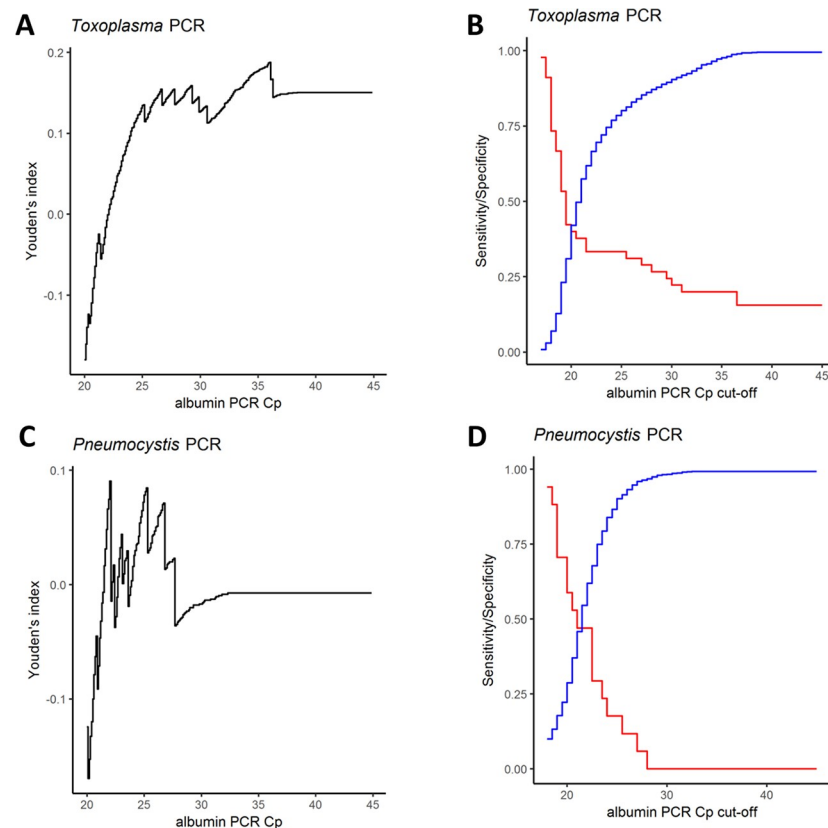 A
Toxoplasma PCR
Youden's index
0.2
0.1
0.0
-0.1
20 25 30 35 40 45
albumin PCR Cp
B
Toxoplasma PCR
Sensitivity/Specificity
1.00
0.75
0.50
0.25
0.00
20 25 30 35 40 45
albumin PCR Cp cut-off
C
Pneumocystis PCR
Youden's index
0.1
0.0
-0.1
20 25 30 35 40 45
albumin PCR Cp
D
Pneumocystis PCR
Sensitivity/Specificity
1.00
0.75
0.50
0.25
0.00
20 30 40
albumin PCR Cp cut-off